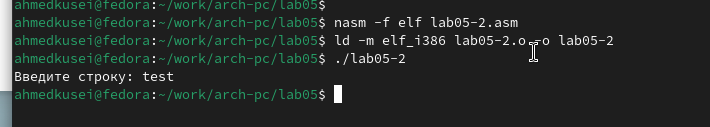 ahmedkusei@fedora:~/work/arch-pc/lab05$
ahmedkusei@fedora:~/work/arch-pc/lab05$ nasm -f elf lab05-2.asm
ahmedkusei@fedora:~/work/arch-pc/lab05$ ld -m elf_i386 lab05-2.o -o lab05-2
ahmedkusei@fedora:~/work/arch-pc/lab05$ ./lab05-2
Введите строку: test
ahmedkusei@fedora:~/work/arch-pc/lab05$